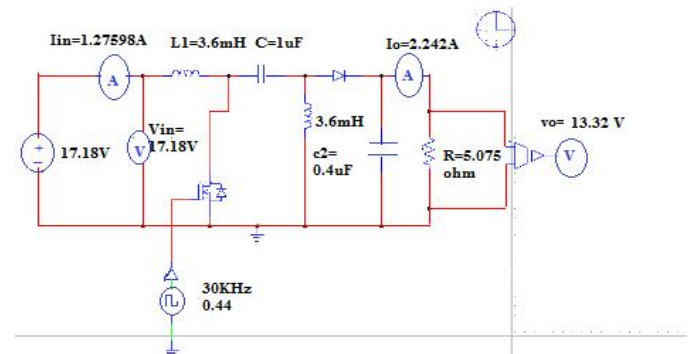 Iin=1.27598A
L1=3.6mH C=1uF
Io=2.242A
A
A
17.18V
Vin=
17.18V
V
3.6mH
c2=
0.4uF
R=5.075
ohm
vo= 13.32 V
V
30KHz
0.44